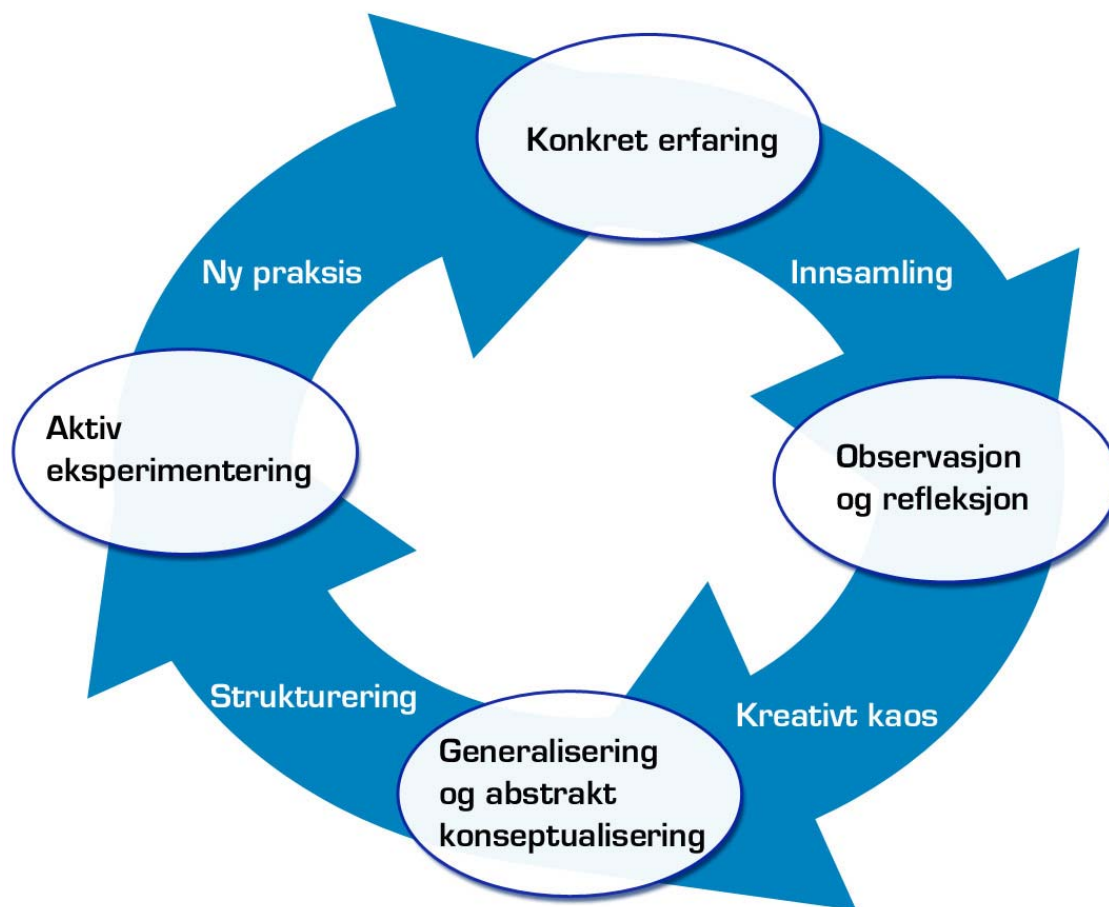 Konkret erfaring
Ny praksis
Innsamling
Aktiv
eksperimentering
Observasjon
og refleksjon
Strukturering
Kreativt kaos
Generalisering
og abstrakt
konseptualisering